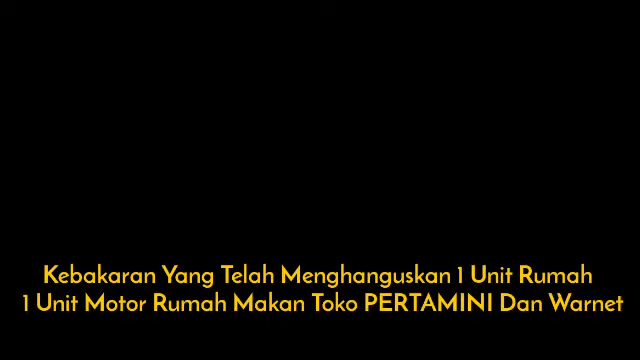 Kebakaran Yang Telah Menghanguskan 1 Unit Rumah
1 Unit Motor Rumah Makan Toko PERTAMINI Dan Warnet